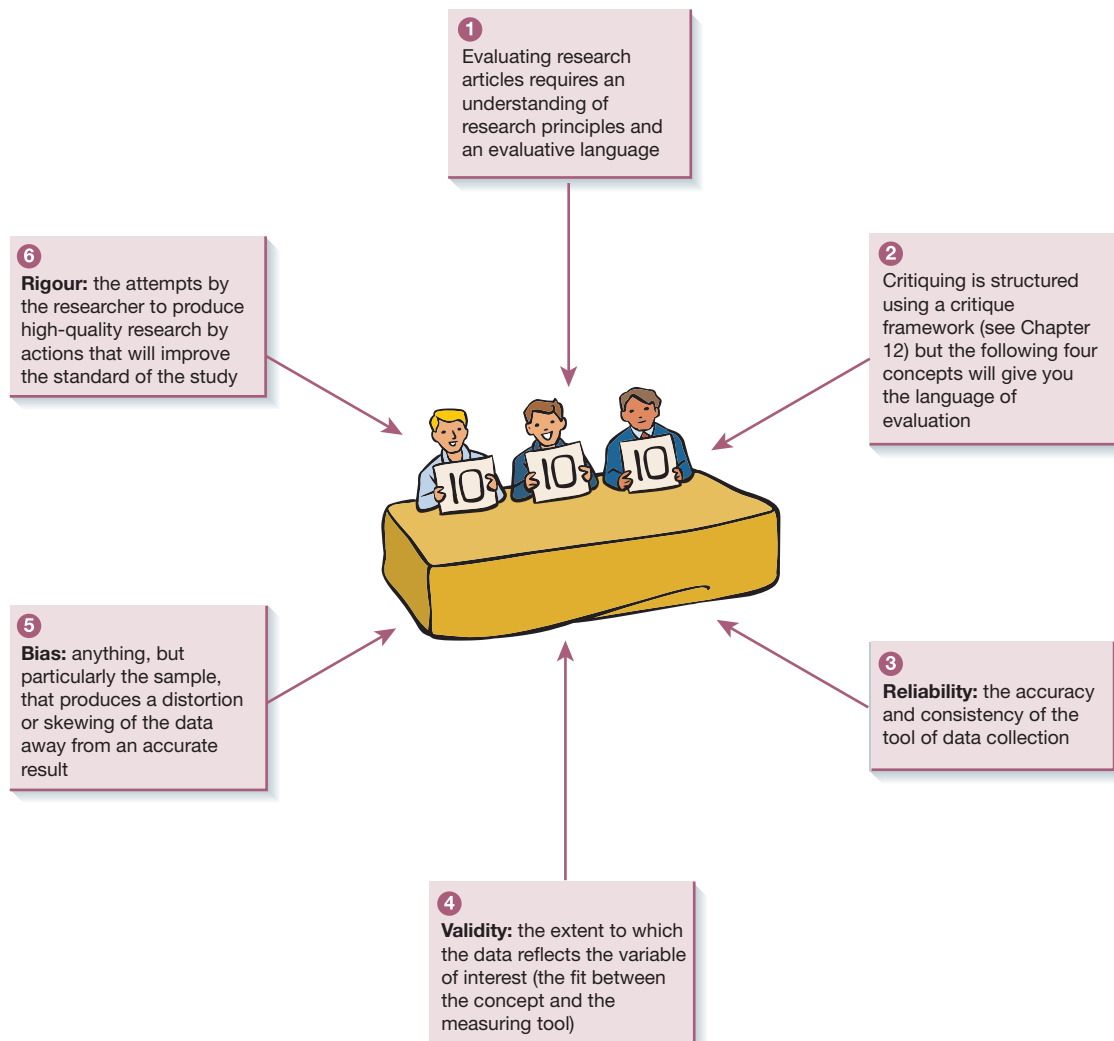 1
Evaluating research
articles requires an
understanding of
research principles and
an evaluative language
2
Critiquing is structured
using a critique
framework (see Chapter
12) but the following four
concepts will give you
the language of
evaluation
3
Reliability: the accuracy
and consistency of the
tool of data collection
4
Validity: the extent to which
the data reflects the variable
of interest (the fit between
the concept and the
measuring tool)
5
Bias: anything, but
particularly the sample,
that produces a distortion
or skewing of the data
away from an accurate
result
6
Rigour: the attempts by
the researcher to produce
high-quality research by
actions that will improve
the standard of the study
10
10
10